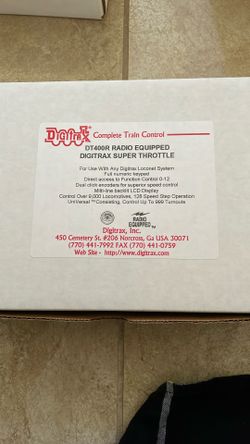 Digitrax Complete Train Control
DT400R RADIO EQUIPPED
DIGITRAX SUPER THROTTLE
For Use With Any Digitrax Loconet System
Full numeric keypad
Direct access to Function Control 0-12
Dual click encoders for superior speed control
Multi-line backlit LCD Display
Control Over 9,000 Locomotives, 128 Speed Step Operation
Universal ™Consisting, Control Up To 999 Turnouts
RADIO
EQUIPPED
Digitrax, Inc.
450 Cemetery St. #206 Norcross, Ga USA 30071
(770) 441-7992 FAX (770) 441-0759
Web Site - http://www.digitrax.com